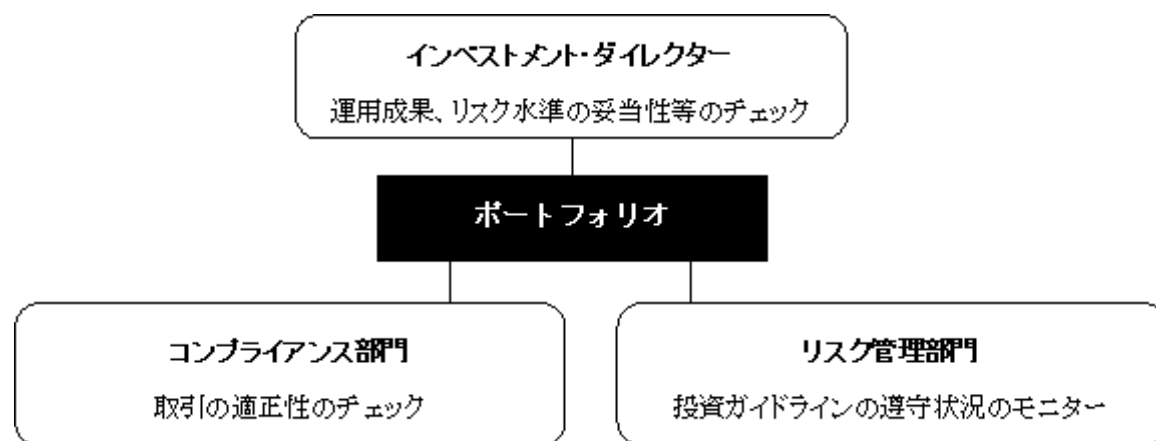 インベストメント・ダイレクター
運用成果、リスク水準の妥当性等のチェック
ポートフォリオ
コンプライアンス部門
取引の適正性のチェック
リスク管理部門
投資ガイドラインの遵守状況のモニター